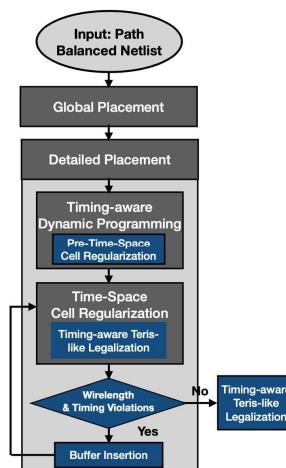 Input: Path
Balanced Netlist
Global Placement
Detailed Placement
Timing-aware
Dynamic Programming
Pre-Time-Space
Cell Regularization
Time-Space
Cell Regularization
Timing-aware Teris-
like Legalization
Wirelength
& Timing Violations
No
Timing-aware
Teris-like
Legalization
Yes
Buffer Insertion